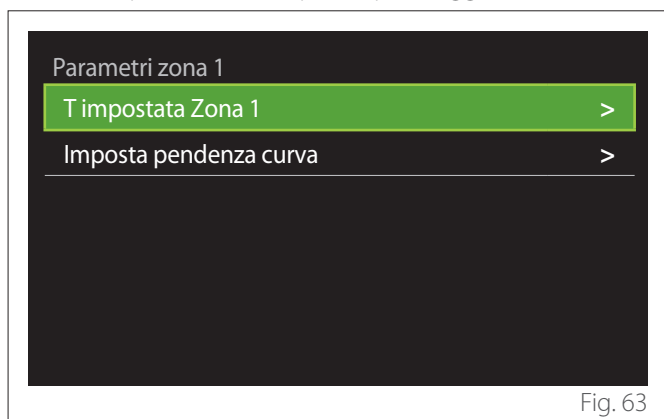 Parametri zona 1
T impostata Zona 1 >
Imposta pendenza curva >
Fig. 63